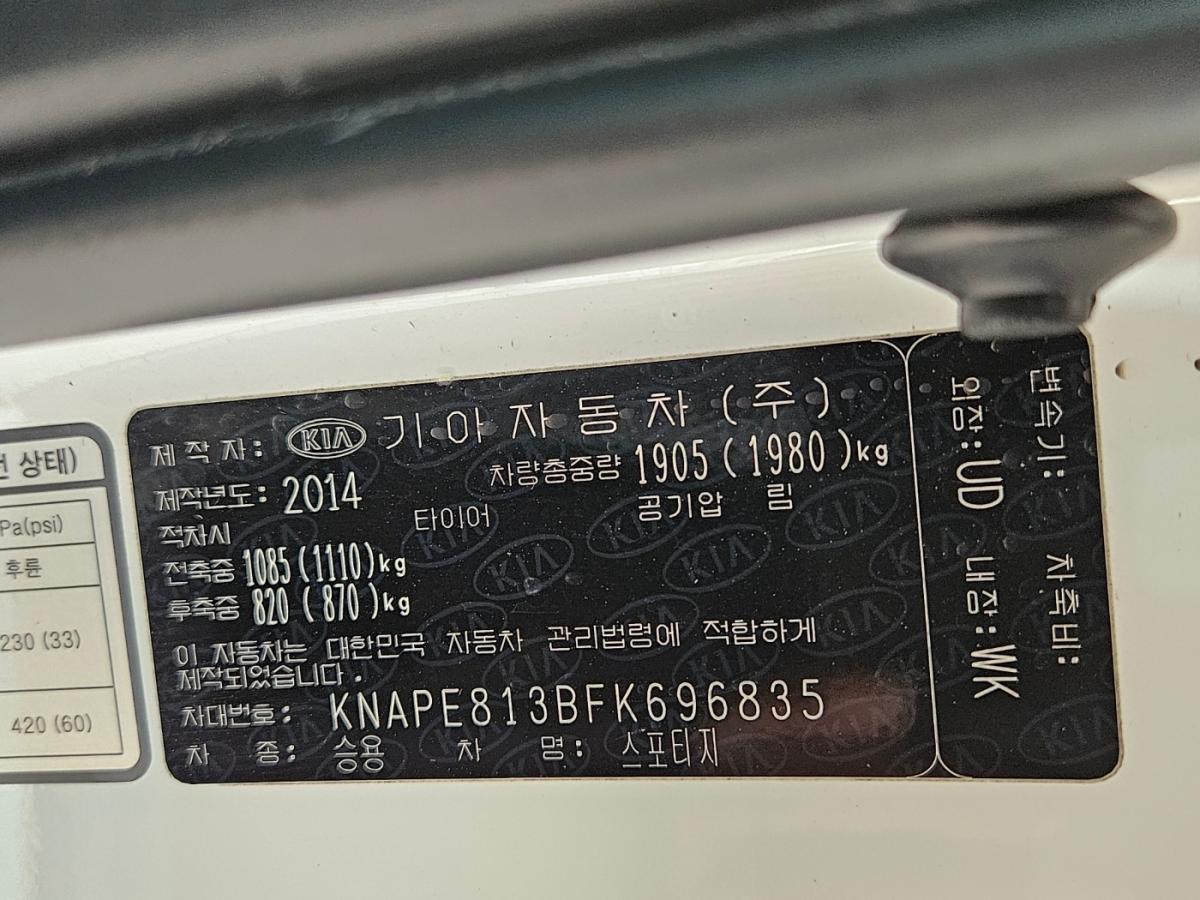 제 작 자: KIA 기 아 자 동 차 (주)
제작년도: 2014 차량총중량 1905 (1980)kg
적차시 타이어 공기압 림
전축중 1085(1110)kg
후축중 820 (870)kg
이 자동차는 대한민국 자동차 관리법령에 적합하게
제작되었습니다.
차대번호: KNAPE813BFK696835
차 종: 승용 차 명: 스포티지
변속기: 차축비:
외장: UD 내장: WK
상태)
Pa(psi)
후륜
230 (33)
420 (60)